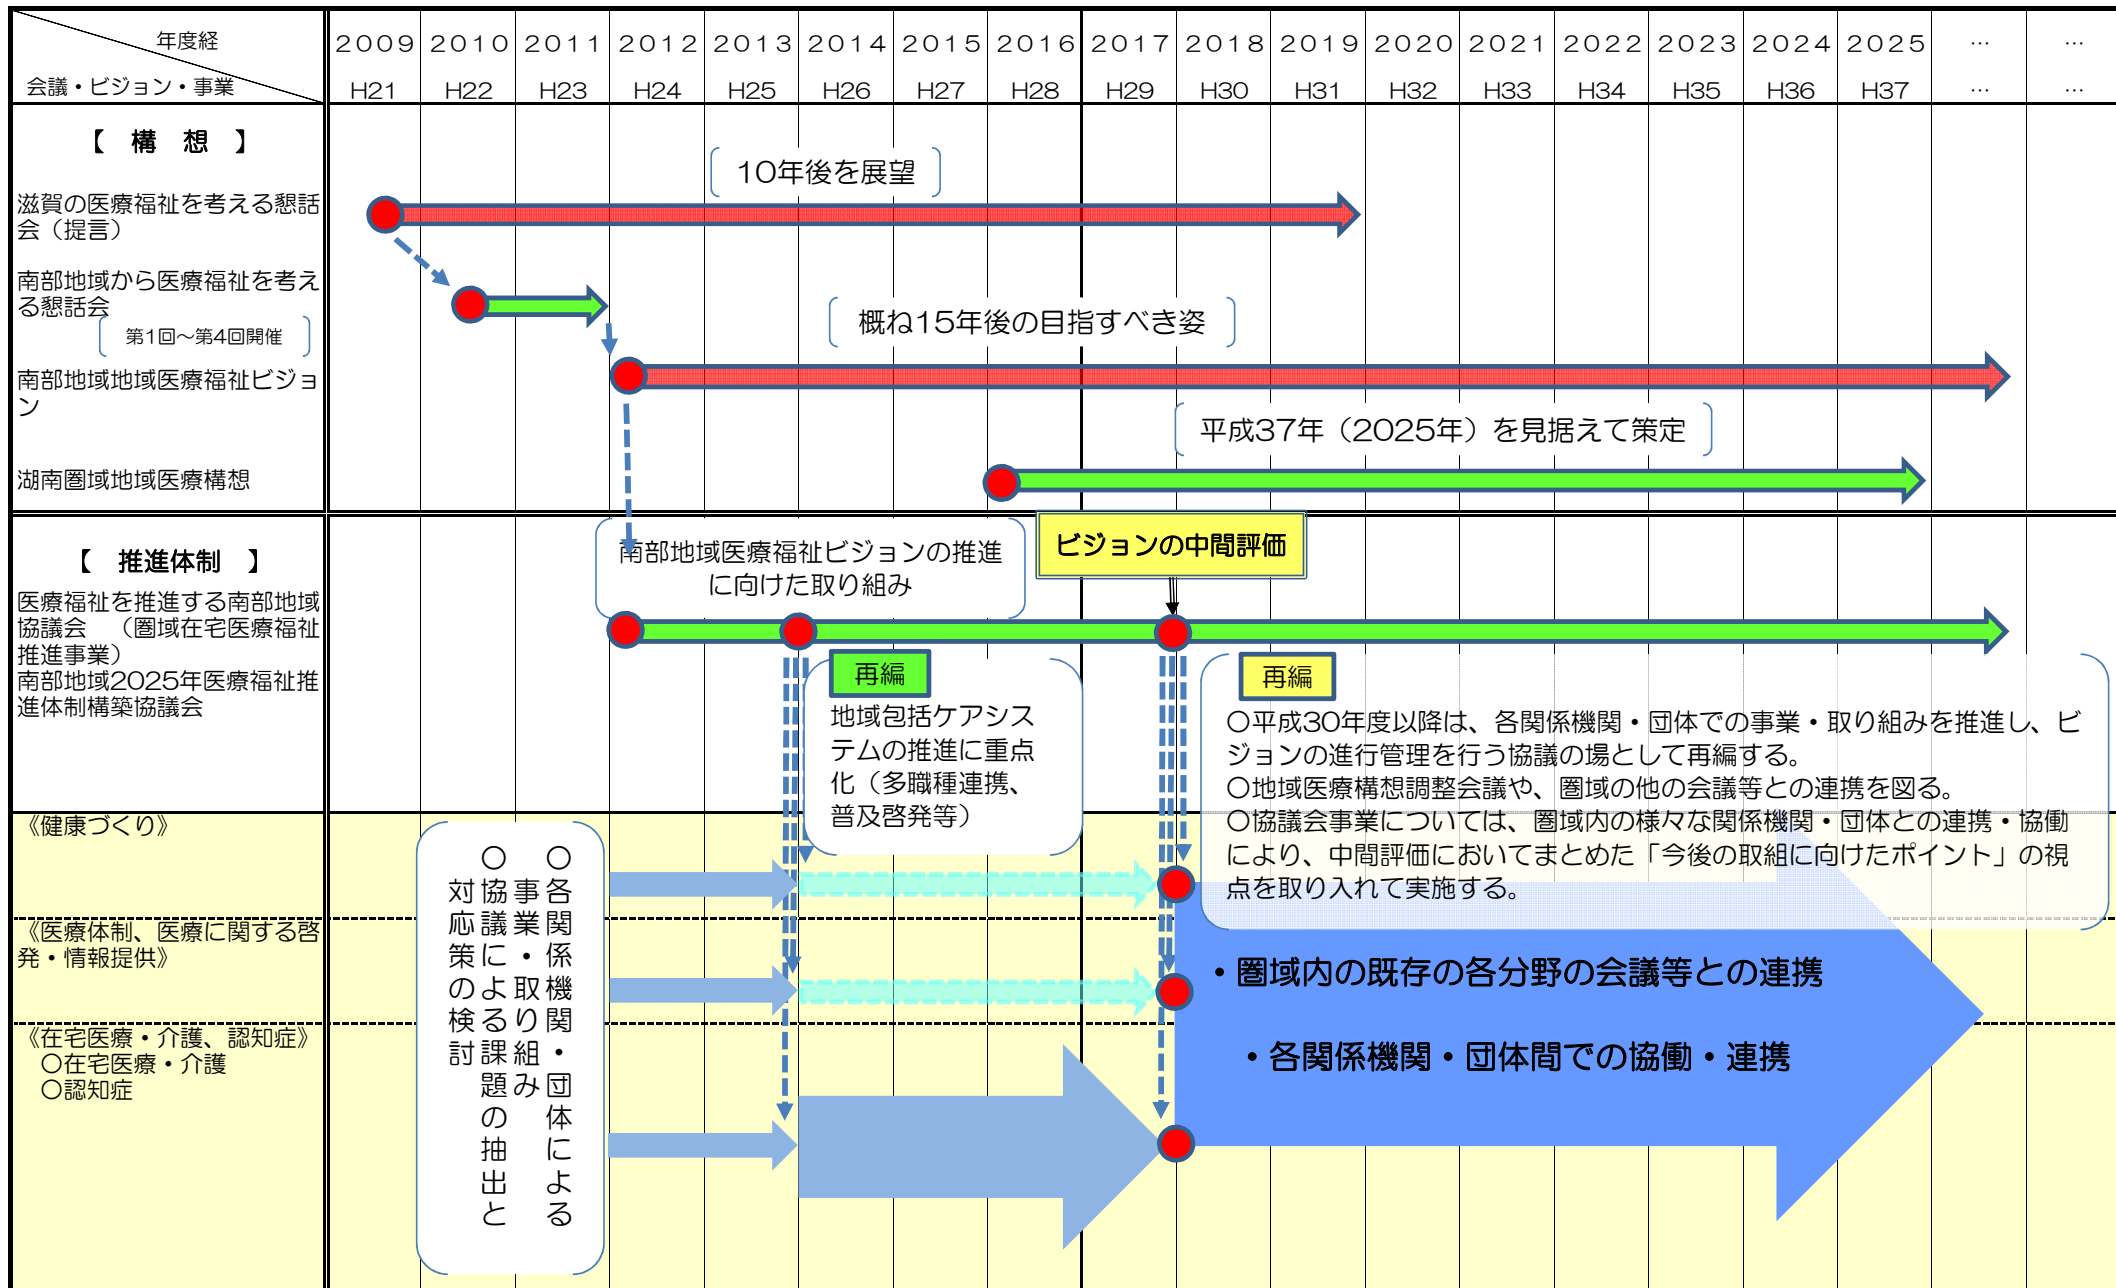 年度経
会議・ビジョン・事業
2009 2010 2011 2012 2013 2014 2015 2016 2017 2018 2019 2020 2021 2022 2023 2024 2025 … …
H21 H22 H23 H24 H25 H26 H27 H28 H29 H30 H31 H32 H33 H34 H35 H36 H37 … …
【 構 想 】
10年後を展望
滋賀の医療福祉を考える懇話
会（提言）
南部地域から医療福祉を考え
る懇話会
第1回～第4回開催
概ね15年後の目指すべき姿
南部地域地域医療福祉ビジョ
ン
平成37年（2025年）を見据えて策定
湖南圏域地域医療構想
【 推進体制 】
南部地域医療福祉ビジョンの推進
に向けた取り組み
ビジョンの中間評価
医療福祉を推進する南部地域
協議会 （圏域在宅医療福祉
推進事業）
南部地域2025年医療福祉推
進体制構築協議会
再編
地域包括ケアシス
テムの推進に重点
化（多職種連携、
普及啓発等）
再編
○平成30年度以降は、各関係機関・団体での事業・取り組みを推進し、ビ
ジョンの進行管理を行う協議の場として再編する。
○地域医療構想調整会議や、圏域の他の会議等との連携を図る。
○協議会事業については、圏域内の様々な関係機関・団体との連携・協働
により、中間評価においてまとめた「今後の取組に向けたポイント」の視
点を取り入れて実施する。
《健康づくり》
○各関係機関・団体による
事業・取り組み
○協議による課題の抽出と
対応策の検討
《医療体制、医療に関する啓
発・情報提供》
・圏域内の既存の各分野の会議等との連携
・各関係機関・団体間での協働・連携
《在宅医療・介護、認知症》
○在宅医療・介護
○認知症